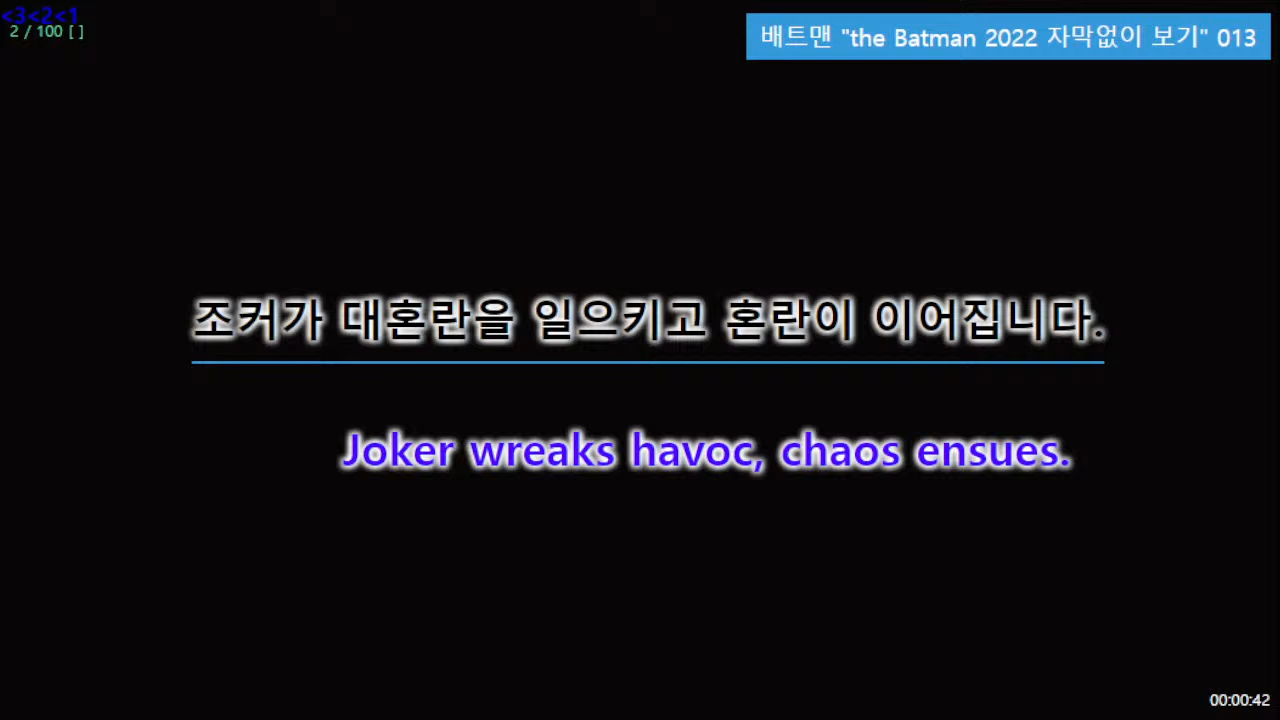 <3<2<1
2 / 100 [ ]
배트맨 "the Batman 2022 자막없이 보기" 013
조커가 대혼란을 일으키고 혼란이 이어집니다.
Joker wreaks havoc, chaos ensues.
00:00:42